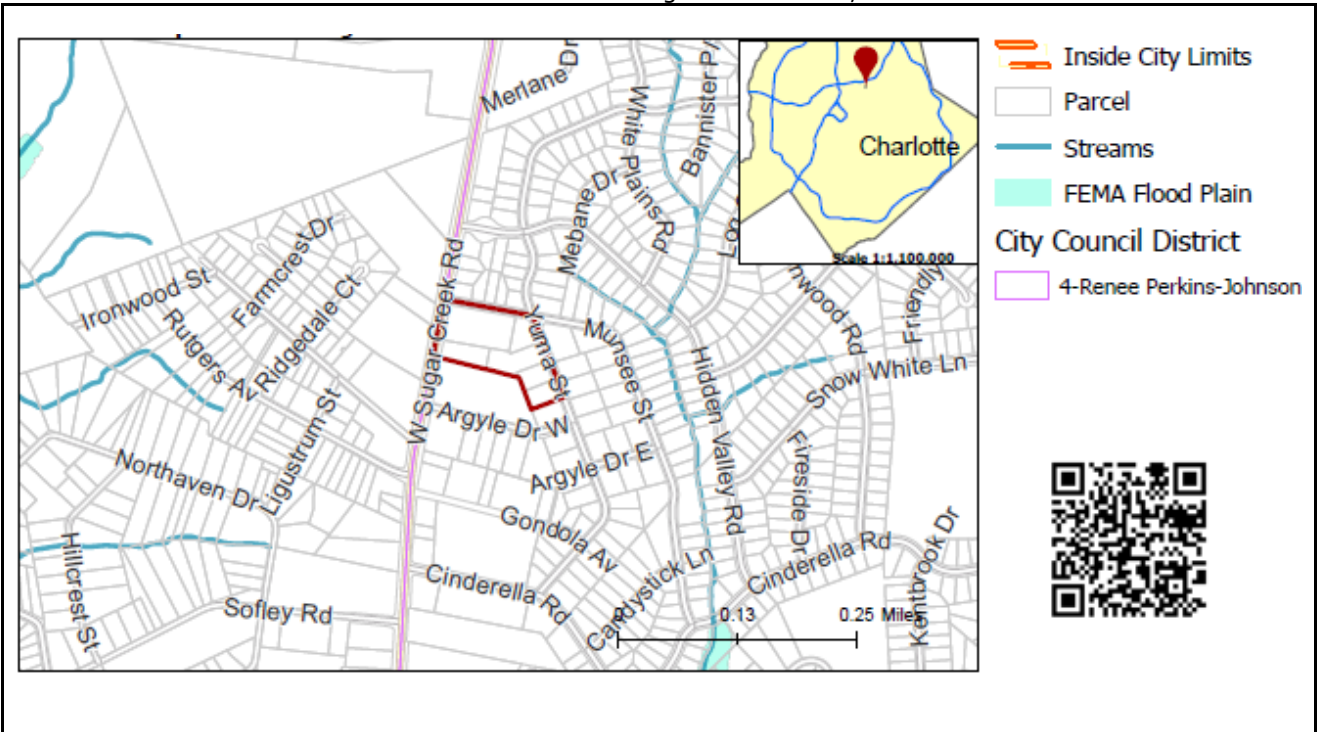 Merlane Dr
White Plains Rd
Bannister Pl
Mebane Dr
Charlotte
Scale 1:1,100,000
Farmcrest Dr
Ironwood St
Rutgers Av
Ridgedale Ct
W Sugar Creek Rd
Yuma St
Munsee St
Friendly
Snow White Ln
Hidden Valley Rd
Argyle Dr W
Argyle Dr E
Ligustrum St
Northaven Dr
Fireside Dr
Gondola Av
Hillcrest St
Cinderella Rd
Candystick Ln
Cinderella Rd
Kentbrook Dr
Sofley Rd
0 0.13 0.25 Miles
Inside City Limits
Parcel
Streams
FEMA Flood Plain
City Council District
4-Renee Perkins-Johnson